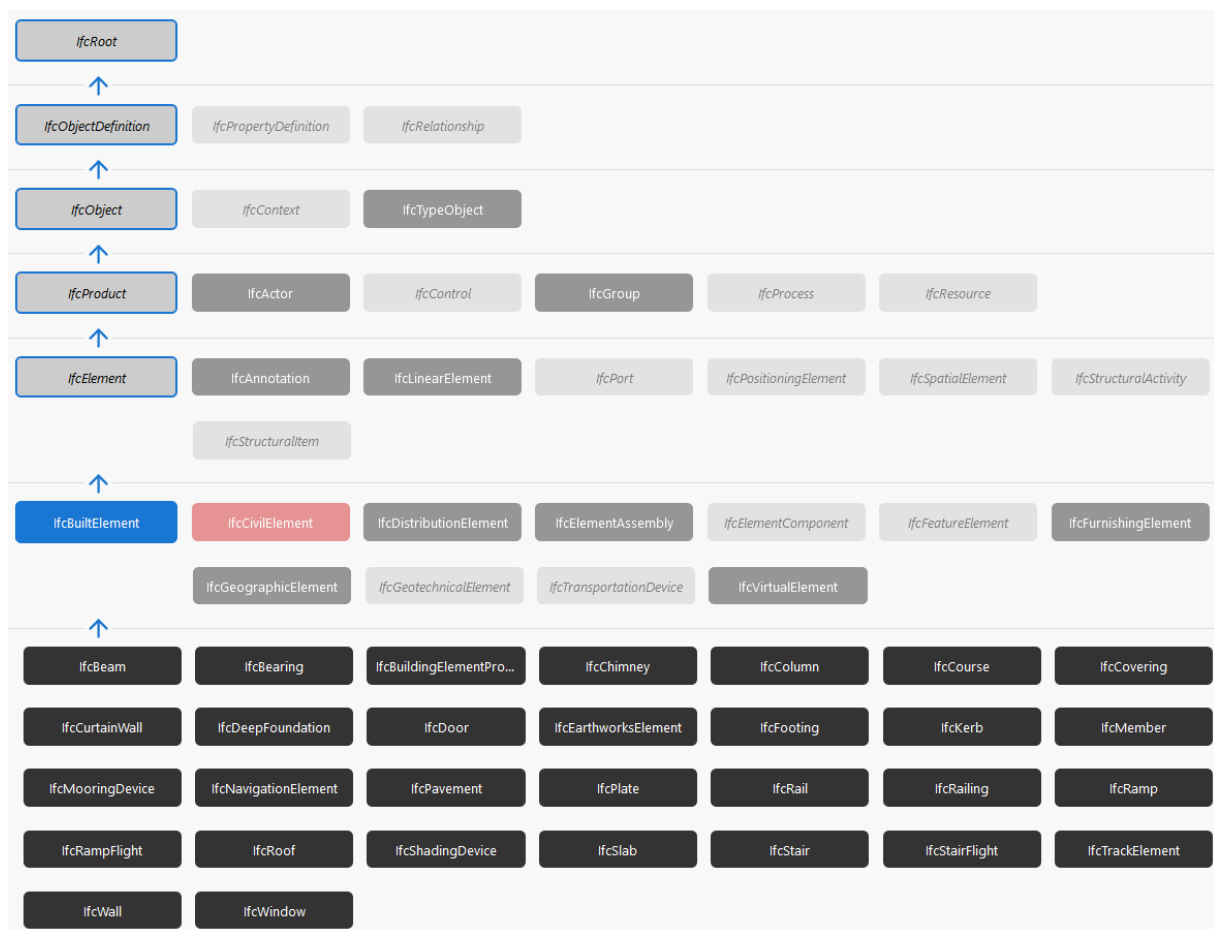 IfcRoot
IfcObjectDefinition IfcPropertyDefinition IfcRelationship
IfcObject IfcContext IfcTypeObject
IfcProduct IfcActor IfcControl IfcGroup IfcProcess IfcResource
IfcElement IfcAnnotation IfcLinearElement IfcPort IfcPositioningElement IfcSpatialElement IfcStructuralActivity
IfcStructuralItem
IfcBuiltElement IfcCivilElement IfcDistributionElement IfcElementAssembly IfcElementComponent IfcFeatureElement IfcFurnishingElement
IfcGeographicElement IfcGeotechnicalElement IfcTransportationDevice IfcVirtualElement
IfcBeam IfcBearing IfcBuildingElementPro... IfcChimney IfcColumn IfcCourse IfcCovering
IfcCurtainWall IfcDeepFoundation IfcDoor IfcEarthworksElement IfcFooting IfcKerb IfcMember
IfcMooringDevice IfcNavigationElement IfcPavement IfcPlate IfcRail IfcRailing IfcRamp
IfcRampFlight IfcRoof IfcShadingDevice IfcSlab IfcStair IfcStairFlight IfcTrackElement
IfcWall IfcWindow